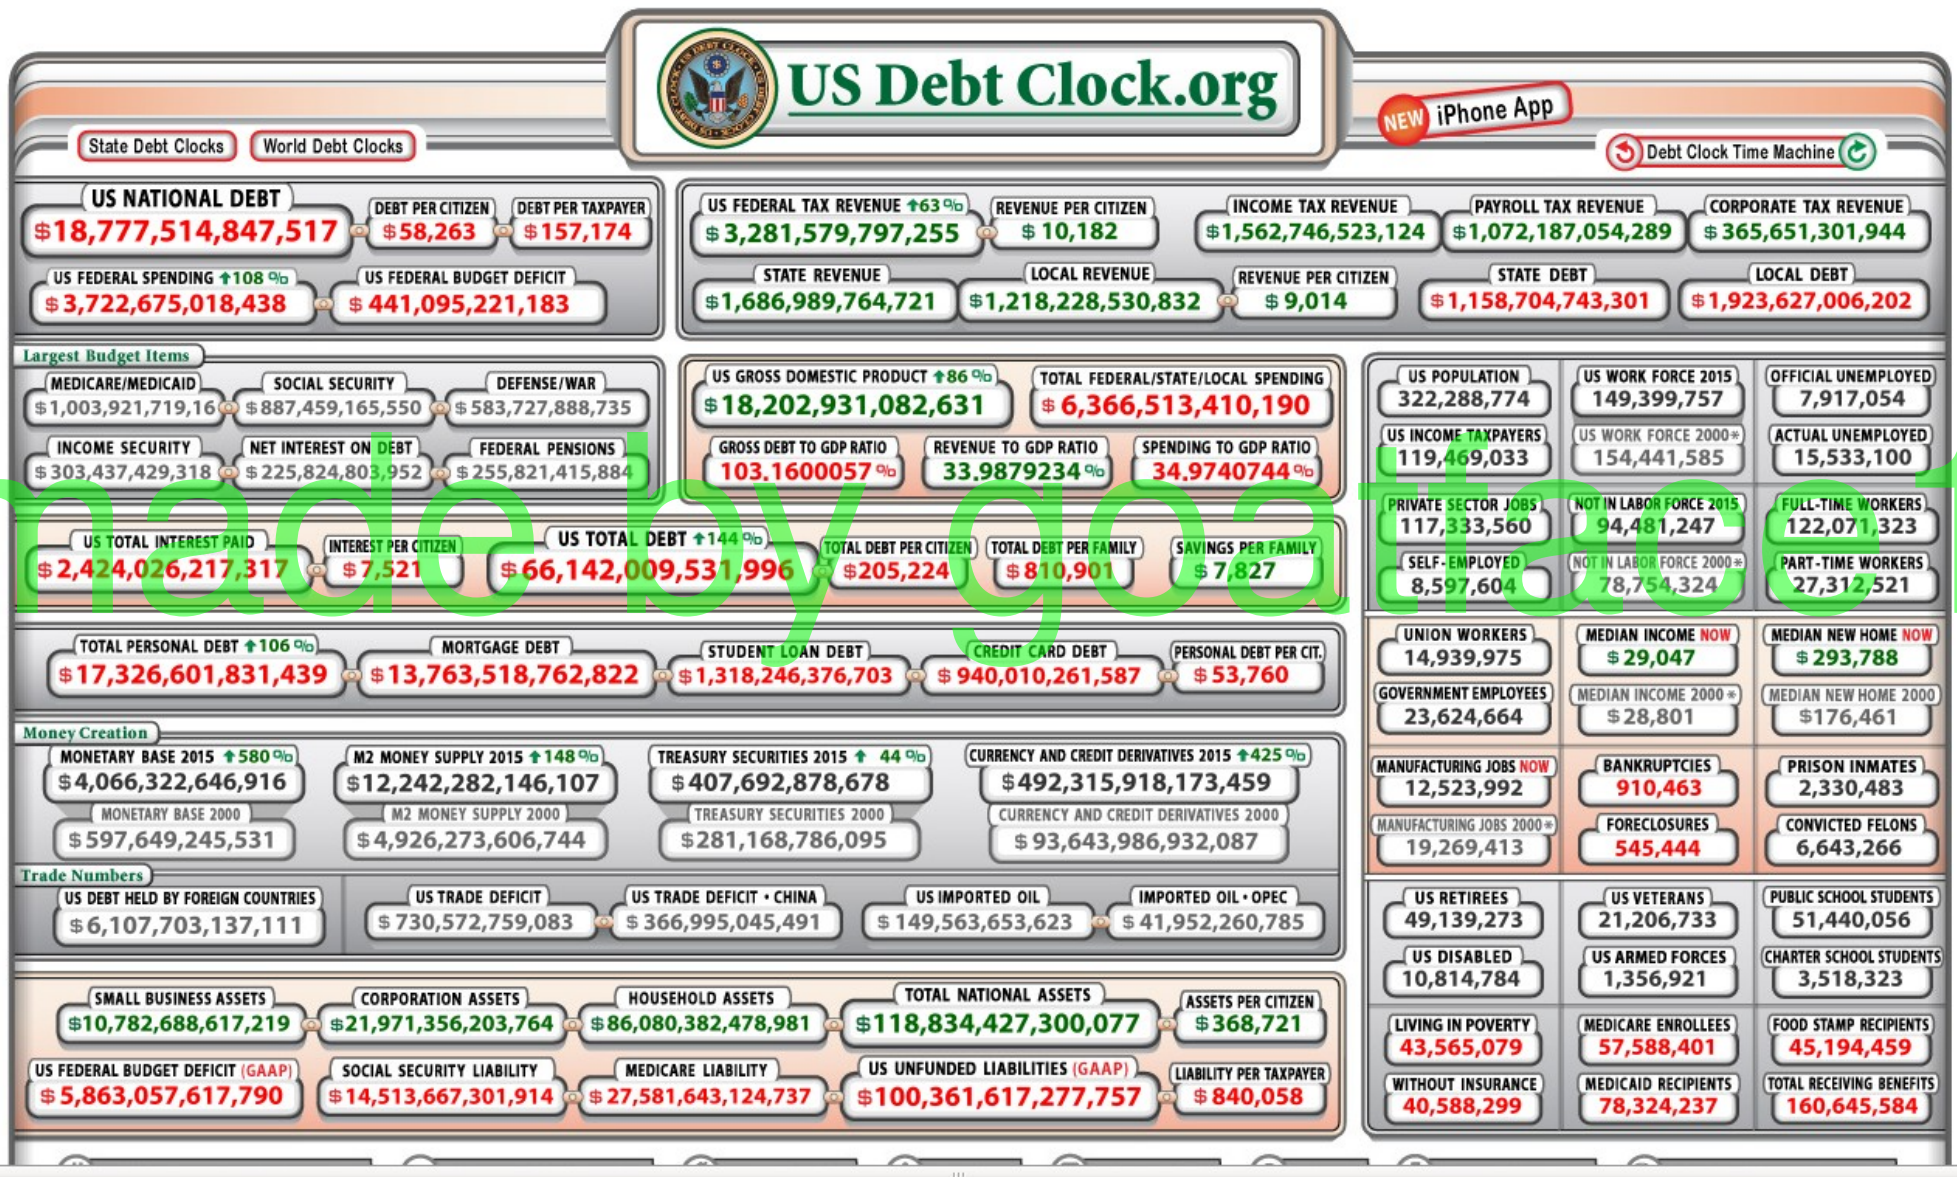 US Debt Clock.org
NEW iPhone App
State Debt Clocks World Debt Clocks
Debt Clock Time Machine
US NATIONAL DEBT
$18,777,514,847,517
DEBT PER CITIZEN
$58,263
DEBT PER TAXPAYER
$157,174
US FEDERAL SPENDING 108 %
$3,722,675,018,438
US FEDERAL BUDGET DEFICIT
$441,095,221,183
US FEDERAL TAX REVENUE 63 %
$3,281,579,797,255
REVENUE PER CITIZEN
$10,182
INCOME TAX REVENUE
$1,562,746,523,124
PAYROLL TAX REVENUE
$1,072,187,054,289
CORPORATE TAX REVENUE
$365,651,301,944
STATE REVENUE
$1,686,989,764,721
LOCAL REVENUE
$1,218,228,530,832
REVENUE PER CITIZEN
$9,014
STATE DEBT
$1,158,704,743,301
LOCAL DEBT
$1,923,627,006,202
Largest Budget Items
MEDICARE/MEDICAID
$1,003,921,719,16
SOCIAL SECURITY
$887,459,165,550
DEFENSE/WAR
$583,727,888,735
INCOME SECURITY
$303,437,429,318
NET INTEREST ON DEBT
$225,824,803,952
FEDERAL PENSIONS
$255,821,415,884
US GROSS DOMESTIC PRODUCT 86 %
$18,202,931,082,631
TOTAL FEDERAL/STATE/LOCAL SPENDING
$6,366,513,410,190
GROSS DEBT TO GDP RATIO
103.1600057 %
REVENUE TO GDP RATIO
33.9879234 %
SPENDING TO GDP RATIO
34.9740744 %
US TOTAL INTEREST PAID
$2,424,026,217,317
INTEREST PER CITIZEN
$7,521
US TOTAL DEBT 144 %
$66,142,009,531,996
TOTAL DEBT PER CITIZEN
$205,224
TOTAL DEBT PER FAMILY
$810,901
SAVINGS PER FAMILY
$7,827
made by goatface1
TOTAL PERSONAL DEBT 106 %
$17,326,601,831,439
MORTGAGE DEBT
$13,763,518,762,822
STUDENT LOAN DEBT
$1,318,246,376,703
CREDIT CARD DEBT
$940,010,261,587
PERSONAL DEBT PER CIT.
$53,760
Money Creation
MONETARY BASE 2015 580 %
$4,066,322,646,916
M2 MONEY SUPPLY 2015 148 %
$12,242,282,146,107
TREASURY SECURITIES 2015 44 %
$407,692,878,678
CURRENCY AND CREDIT DERIVATIVES 2015 425 %
$492,315,918,173,459
MONETARY BASE 2000
$597,649,245,531
M2 MONEY SUPPLY 2000
$4,926,273,606,744
TREASURY SECURITIES 2000
$281,168,786,095
CURRENCY AND CREDIT DERIVATIVES 2000
$93,643,986,932,087
Trade Numbers
US DEBT HELD BY FOREIGN COUNTRIES
$6,107,703,137,111
US TRADE DEFICIT
$730,572,759,083
US TRADE DEFICIT • CHINA
$366,995,045,491
US IMPORTED OIL
$149,563,653,623
IMPORTED OIL • OPEC
$41,952,260,785
SMALL BUSINESS ASSETS
$10,782,688,617,219
CORPORATION ASSETS
$21,971,356,203,764
HOUSEHOLD ASSETS
$86,080,382,478,981
TOTAL NATIONAL ASSETS
$118,834,427,300,077
ASSETS PER CITIZEN
$368,721
US FEDERAL BUDGET DEFICIT (GAAP)
$5,863,057,617,790
SOCIAL SECURITY LIABILITY
$14,513,667,301,914
MEDICARE LIABILITY
$27,581,643,124,737
US UNFUNDED LIABILITIES (GAAP)
$100,361,617,277,757
LIABILITY PER TAXPAYER
$840,058
US POPULATION
322,288,774
US WORK FORCE 2015
149,399,757
OFFICIAL UNEMPLOYED
7,917,054
US INCOME TAXPAYERS
119,469,033
US WORK FORCE 2000*
154,441,585
ACTUAL UNEMPLOYED
15,533,100
PRIVATE SECTOR JOBS
117,333,560
NOT IN LABOR FORCE 2015
94,481,247
FULL-TIME WORKERS
122,071,323
SELF-EMPLOYED
8,597,604
NOT IN LABOR FORCE 2000*
78,754,324
PART-TIME WORKERS
27,312,521
UNION WORKERS
14,939,975
MEDIAN INCOME NOW
$29,047
MEDIAN NEW HOME NOW
$293,788
GOVERNMENT EMPLOYEES
23,624,664
MEDIAN INCOME 2000*
$28,801
MEDIAN NEW HOME 2000
$176,461
MANUFACTURING JOBS NOW
12,523,992
BANKRUPTCIES
910,463
PRISON INMATES
2,330,483
MANUFACTURING JOBS 2000*
19,269,413
FORECLOSURES
545,444
CONVICTED FELONS
6,643,266
US RETIREES
49,139,273
US VETERANS
21,206,733
PUBLIC SCHOOL STUDENTS
51,440,056
US DISABLED
10,814,784
US ARMED FORCES
1,356,921
CHARTER SCHOOL STUDENTS
3,518,323
LIVING IN POVERTY
43,565,079
MEDICARE ENROLLEES
57,588,401
FOOD STAMP RECIPIENTS
45,194,459
WITHOUT INSURANCE
40,588,299
MEDICAID RECIPIENTS
78,324,237
TOTAL RECEIVING BENEFITS
160,645,584